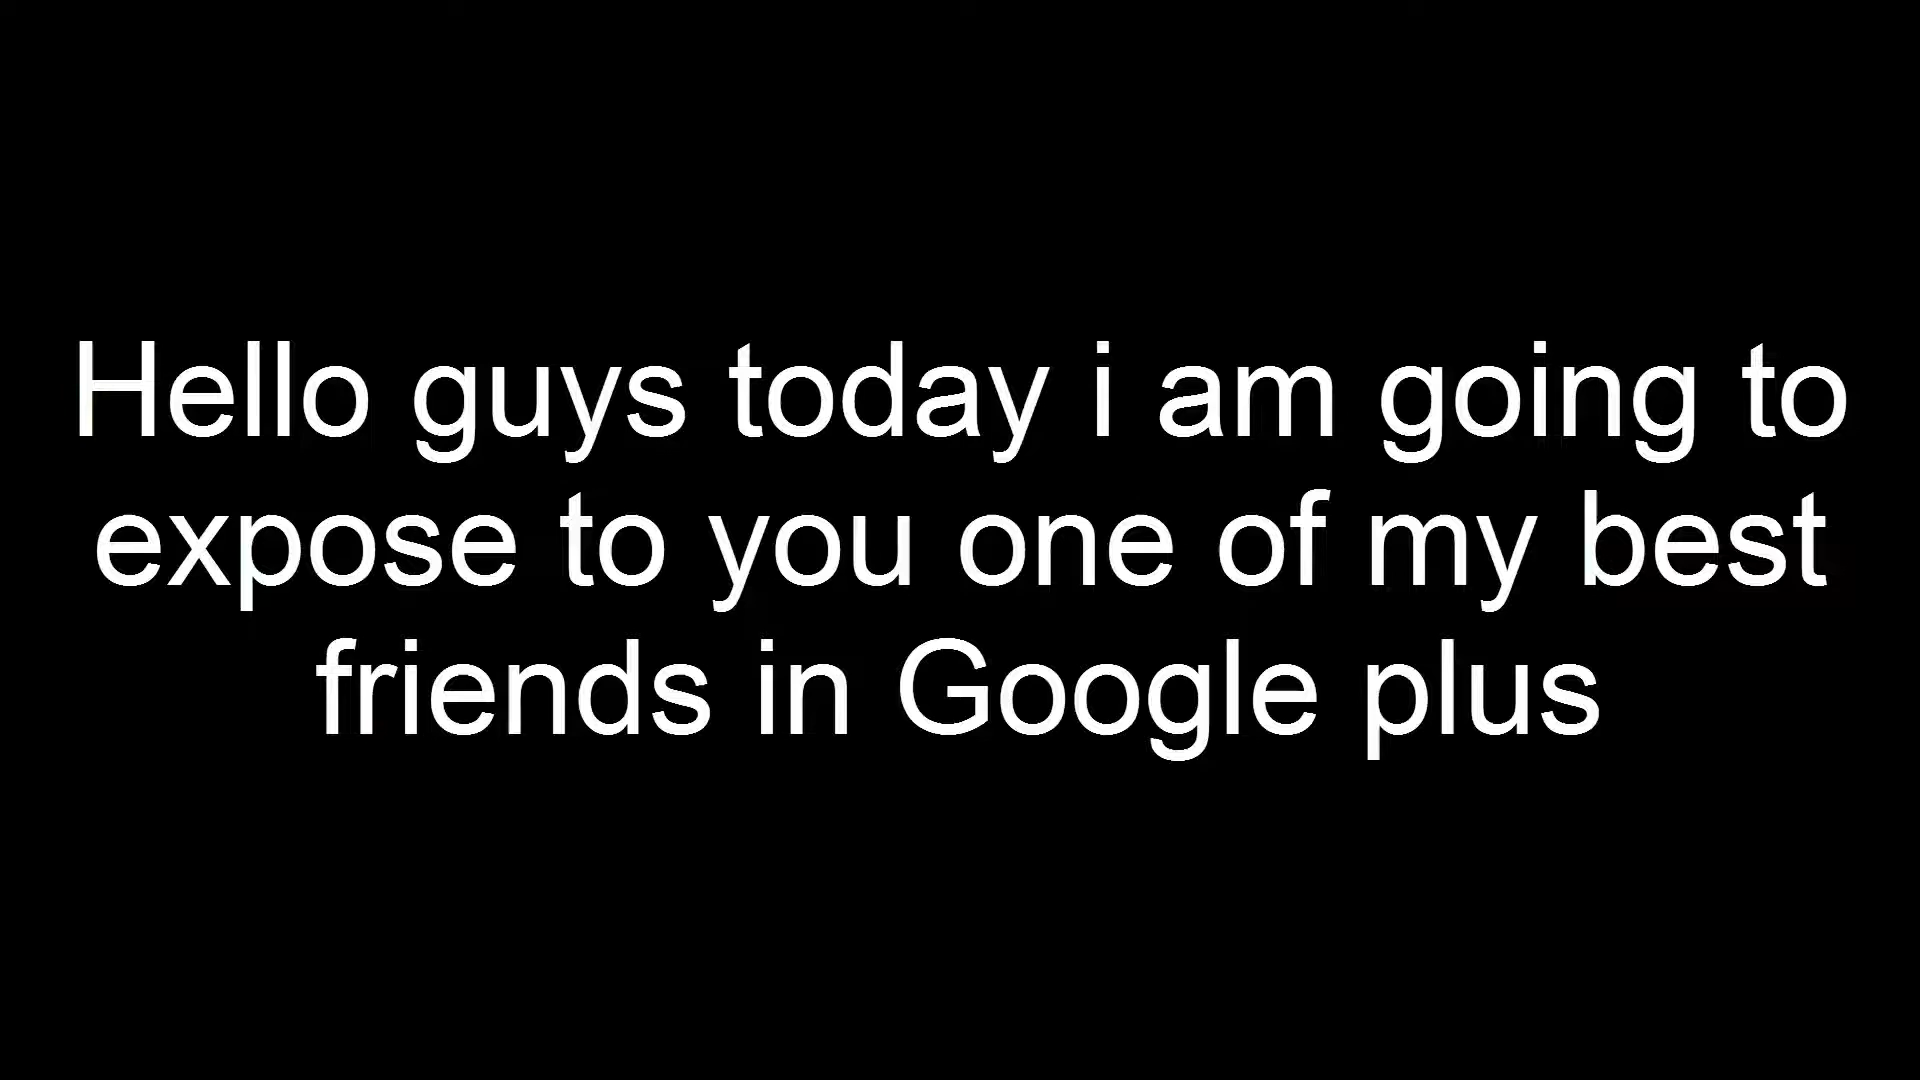 Hello guys today i am going to
expose to you one of my best
friends in Google plus